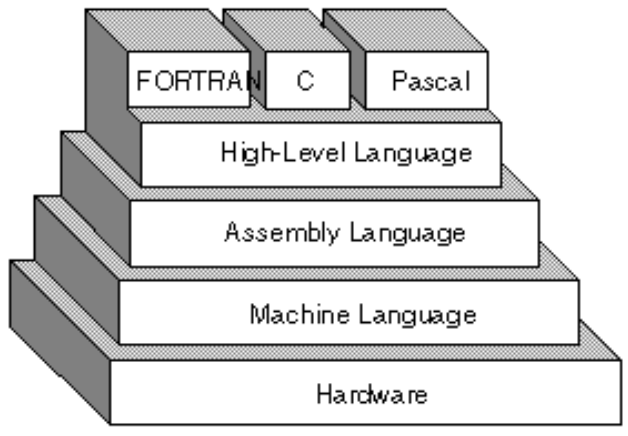 FORTRAN C Pascal
High-Level Language
Assembly Language
Machine Language
Hardware